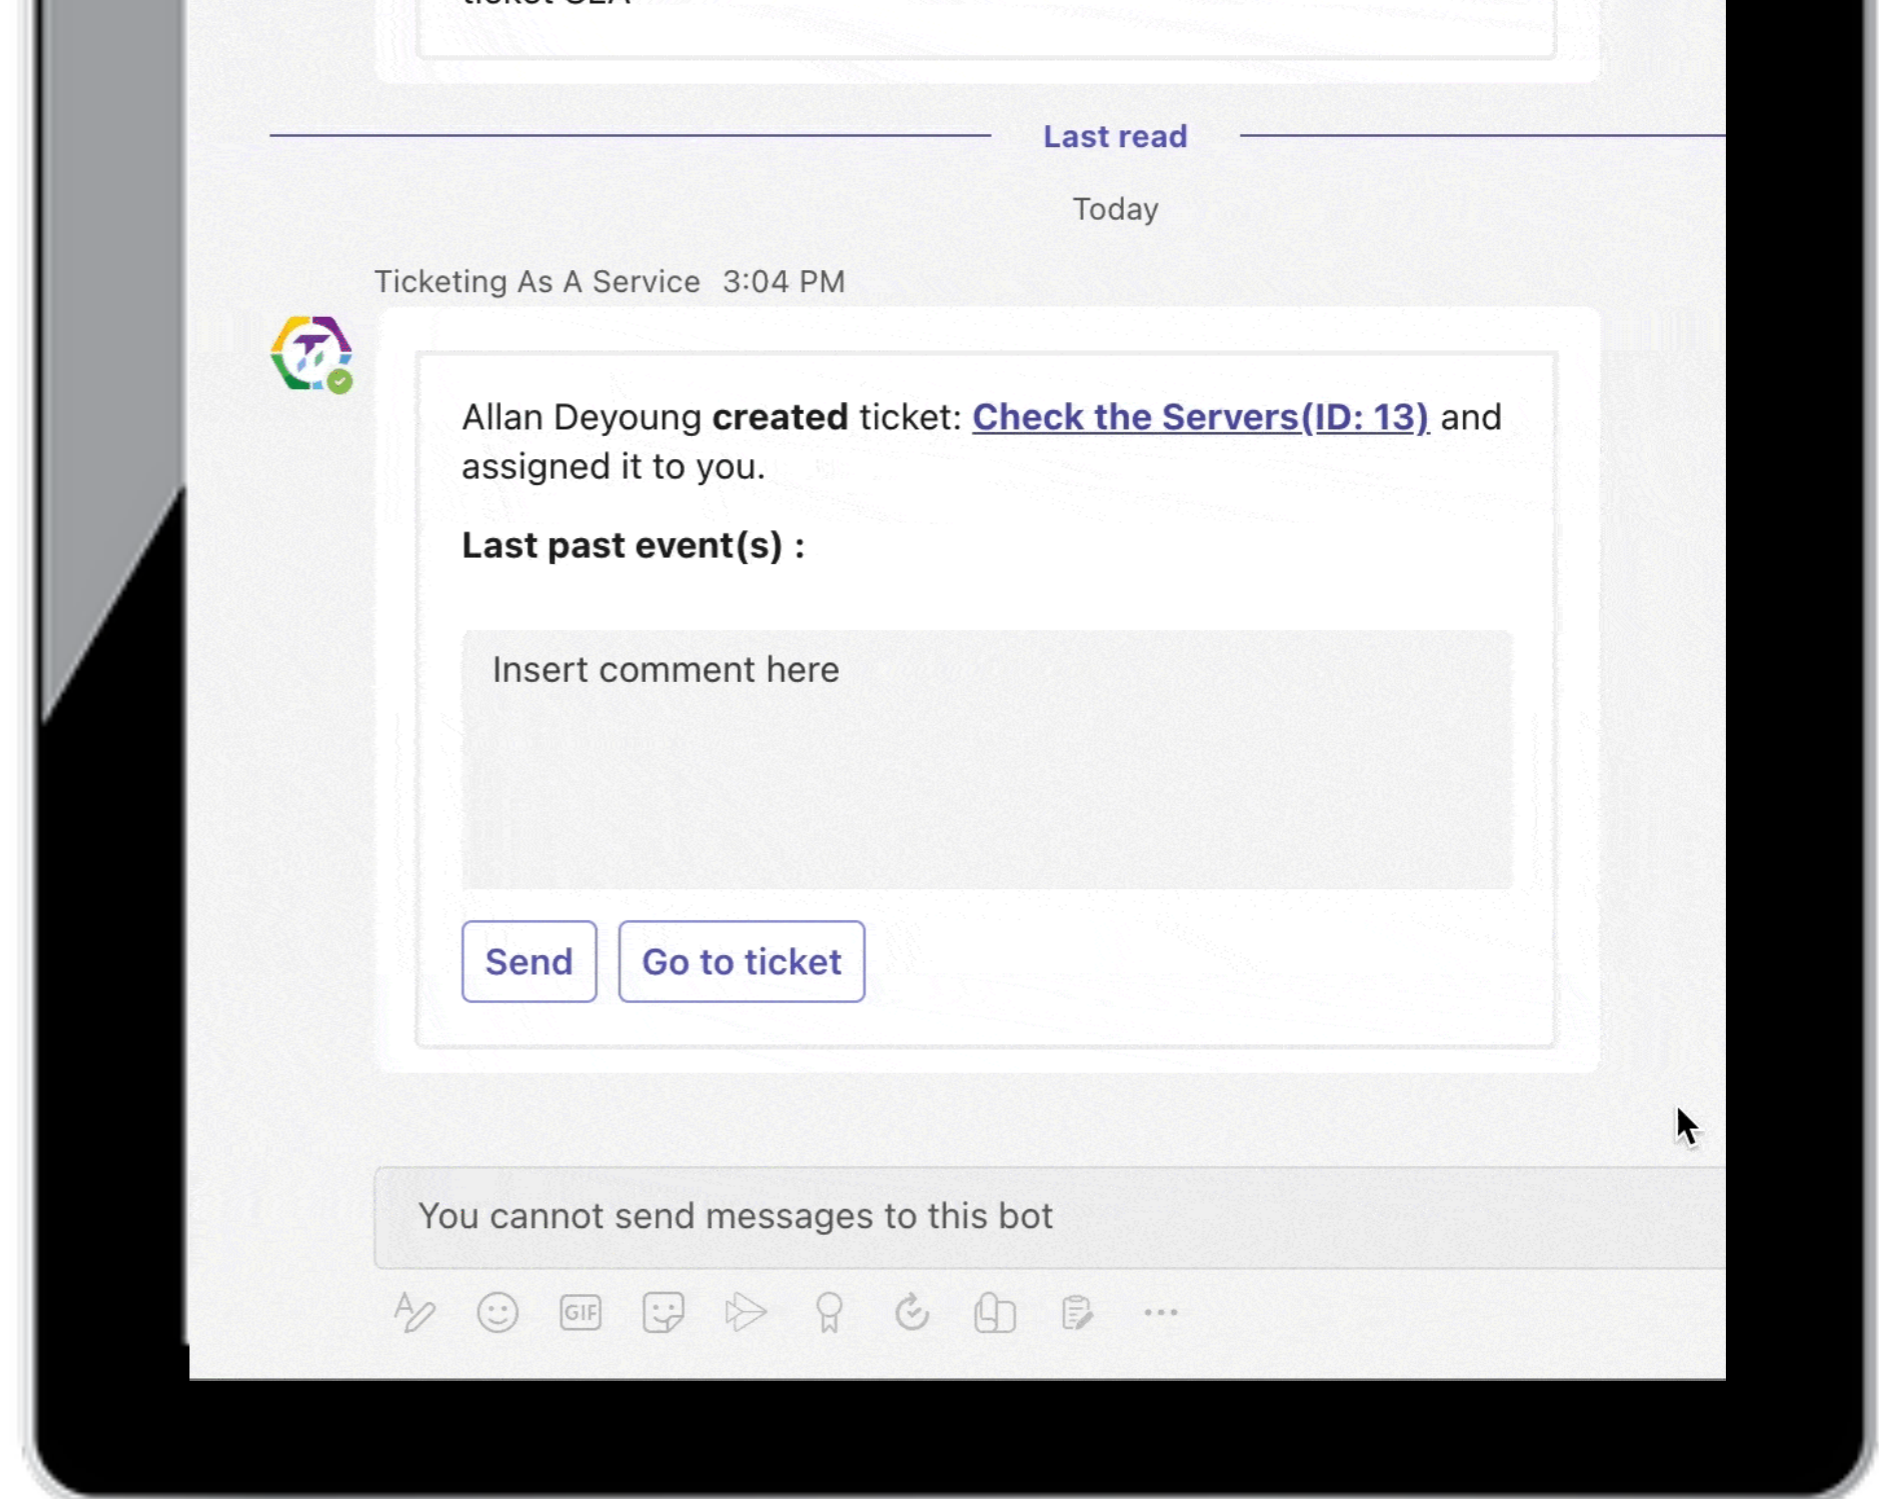 Last read
Today
Ticketing As A Service 3:04 PM
Allan Deyoung created ticket: Check the Servers(ID: 13) and
assigned it to you.
Last past event(s) :
Insert comment here
Send Go to ticket
You cannot send messages to this bot
GIF